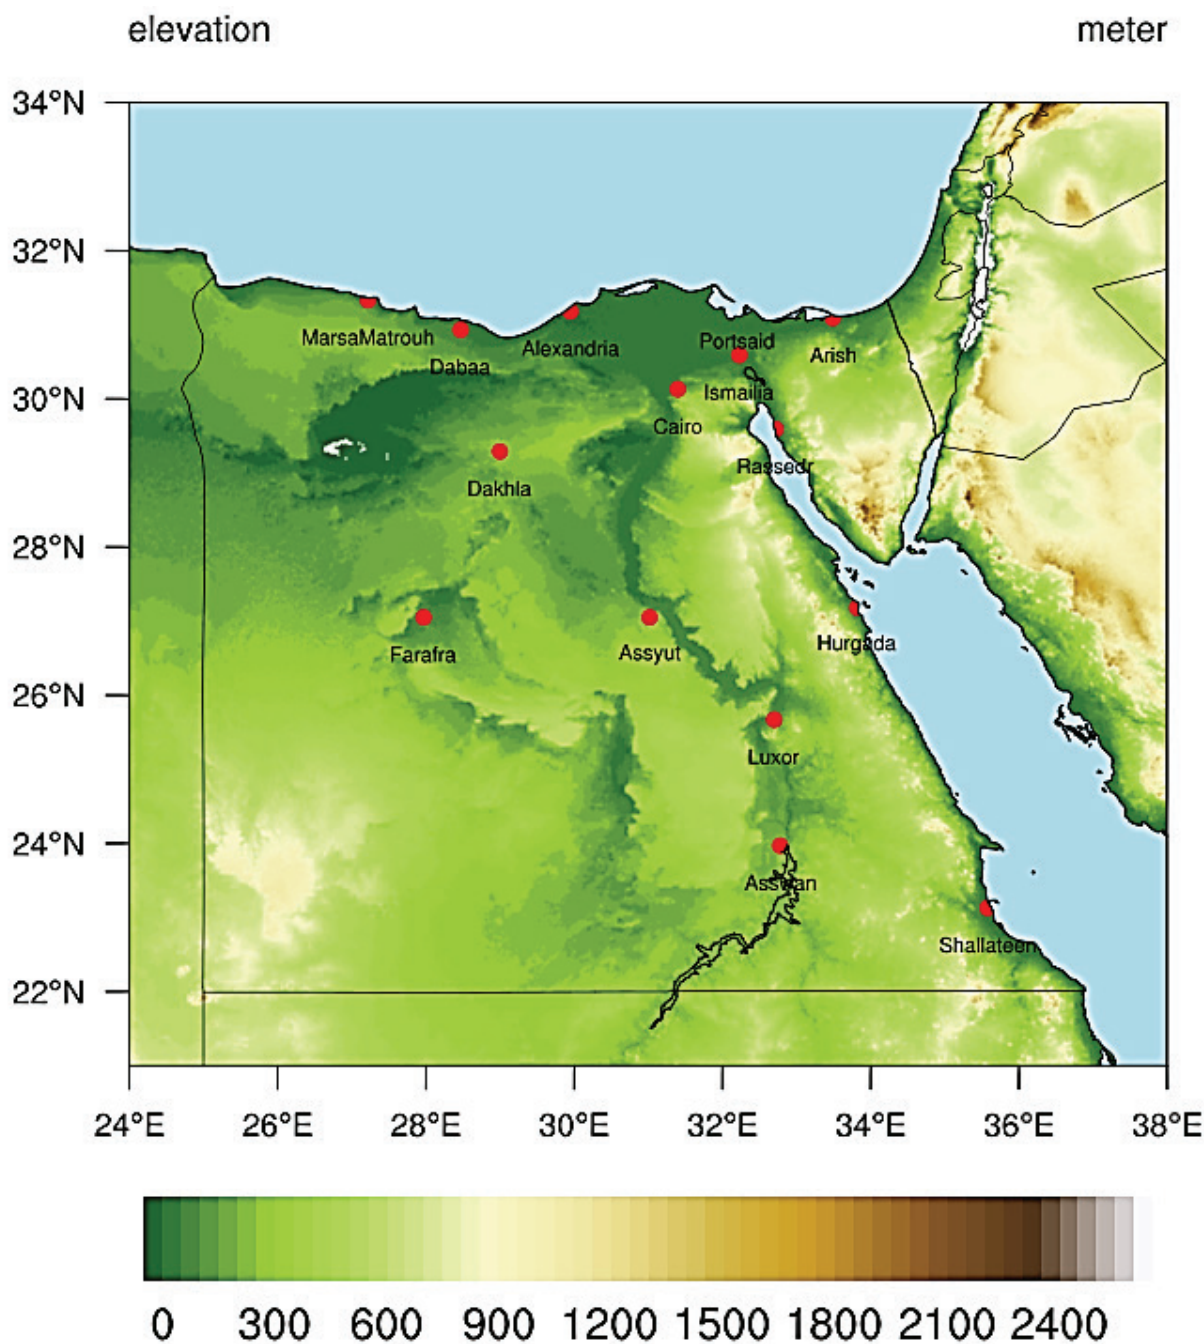 elevation meter
34°N
32°N
MarsaMatrouh
Dabaa
Alexandria
Portsaid
Arish
30°N
Ismailia
Cairo
Rassedr
Dakhla
28°N
Farafra
Assyut
Hurgada
26°N
Luxor
24°N
Asswan
Shallateen
22°N
24°E 26°E 28°E 30°E 32°E 34°E 36°E 38°E
0 300 600 900 1200 1500 1800 2100 2400